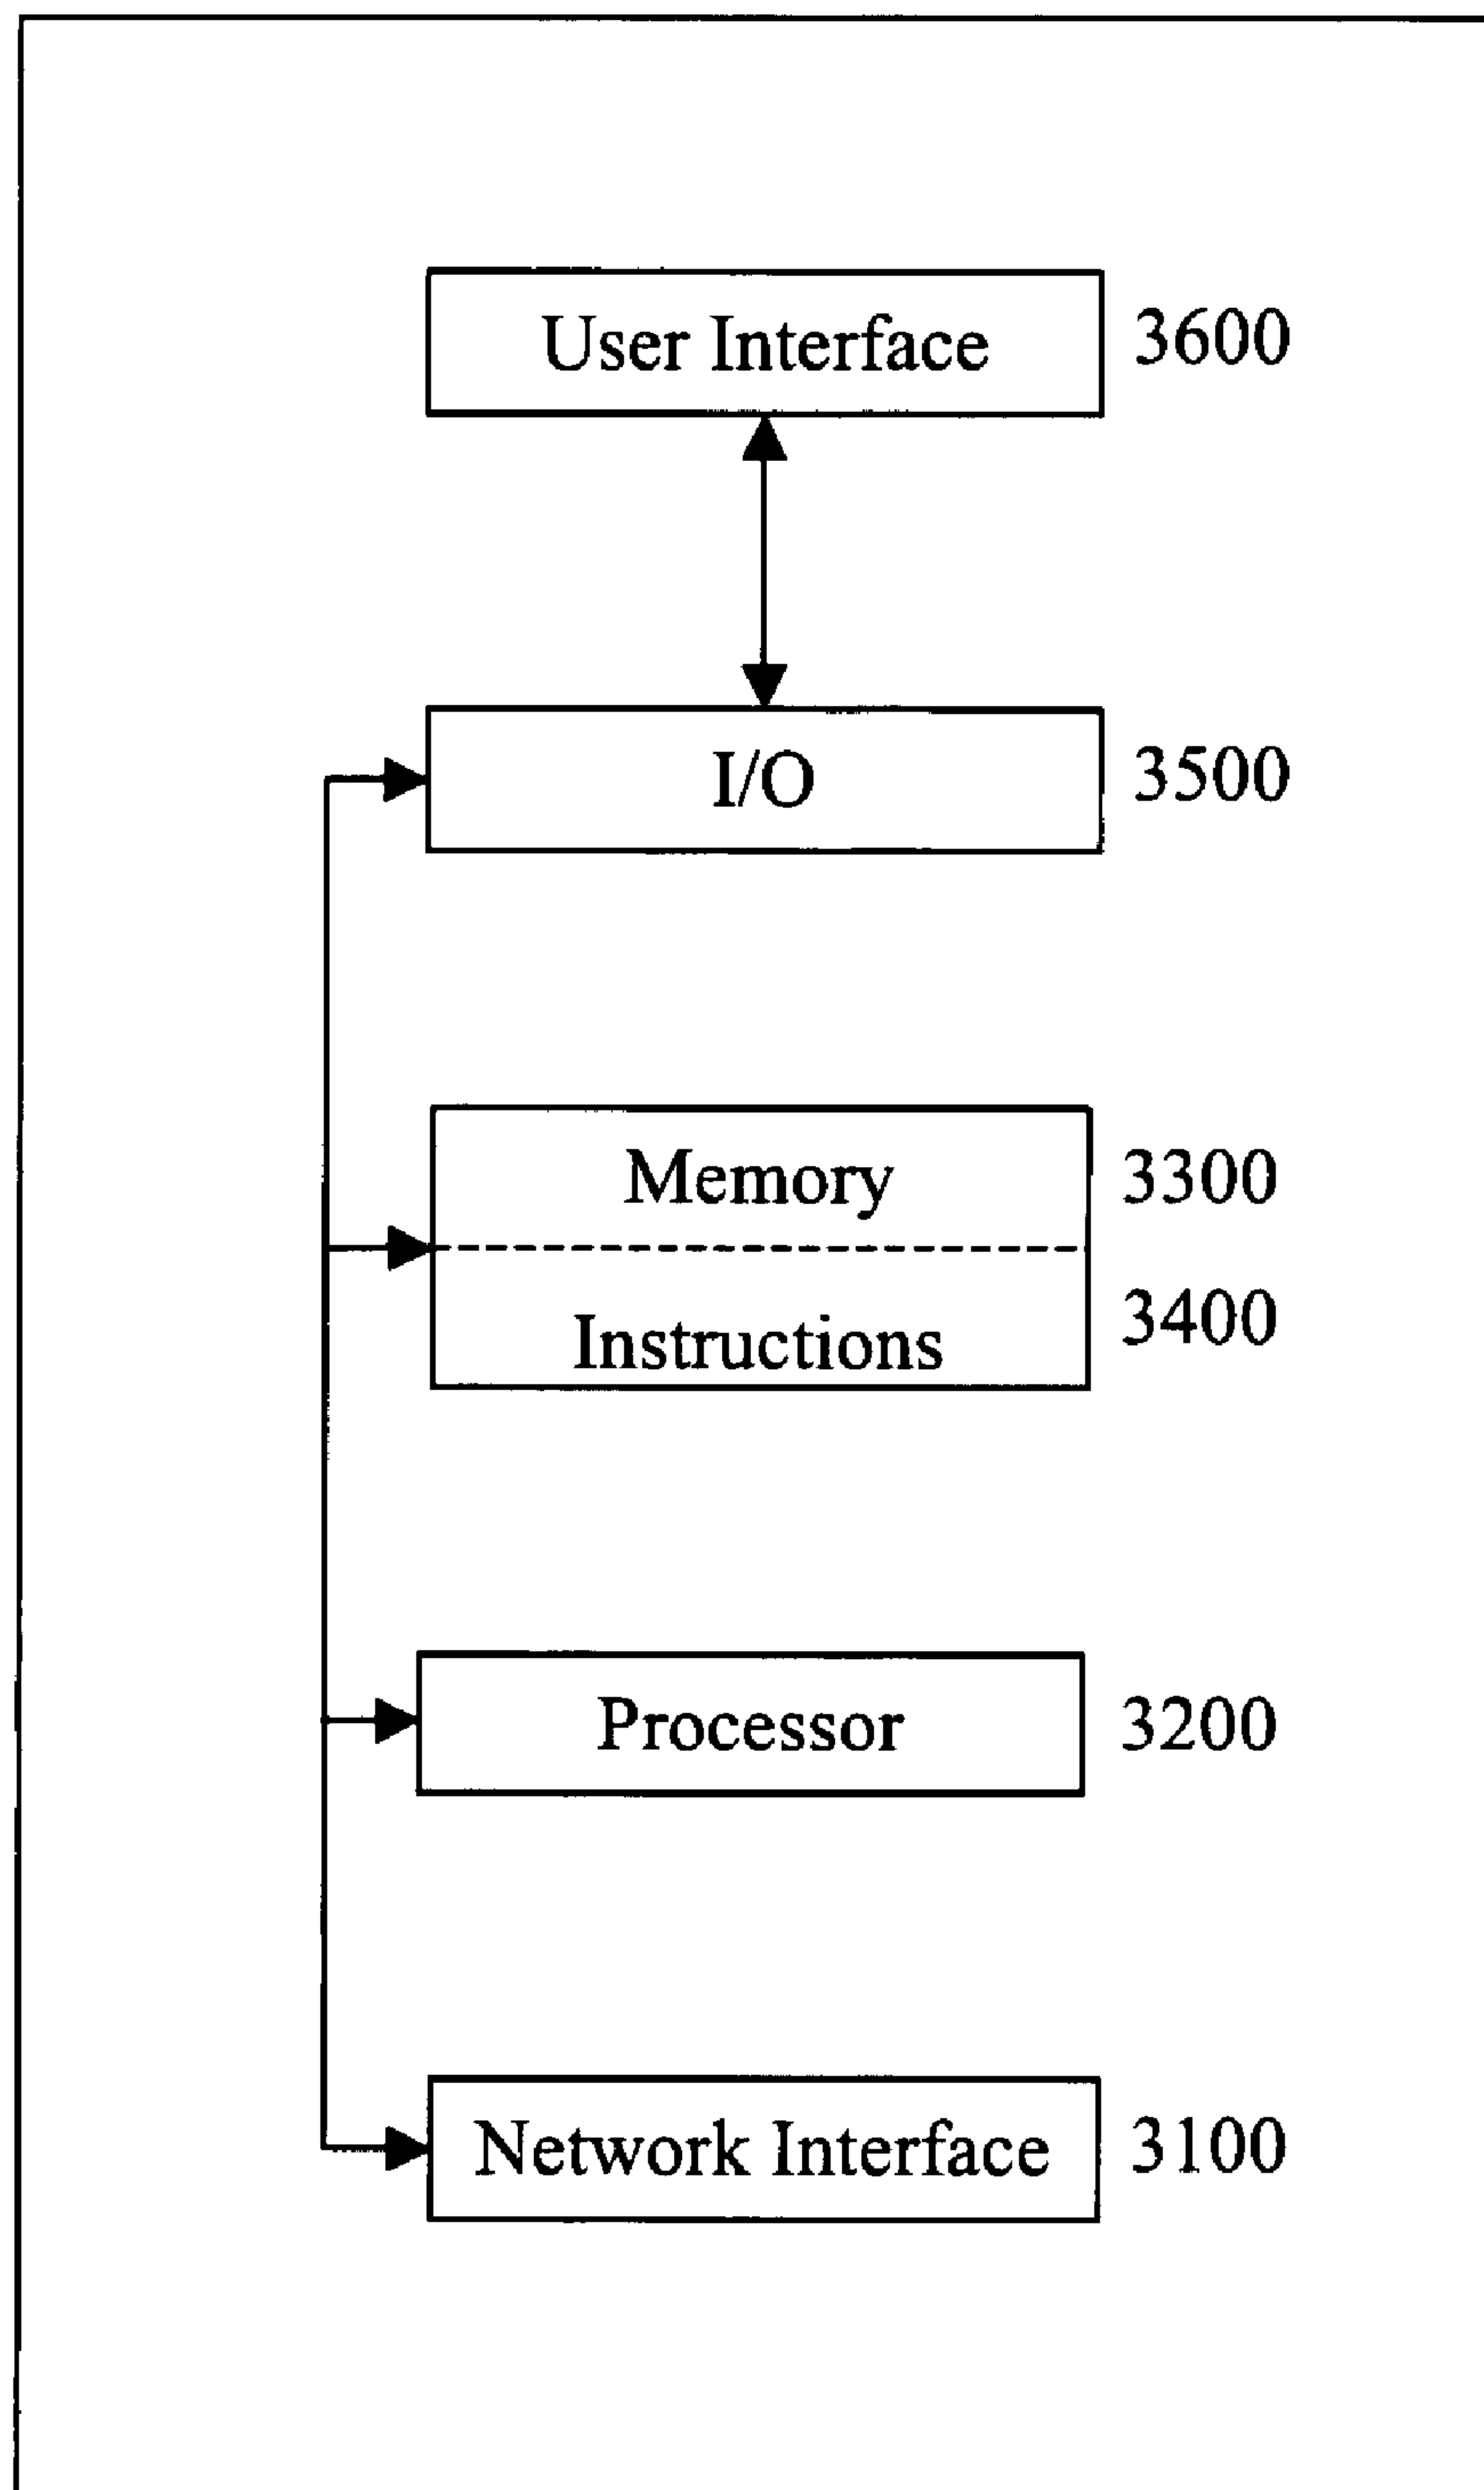 User Interface 3600
I/O 3500
Memory 3300
Instructions 3400
Processor 3200
Network Interface 3100